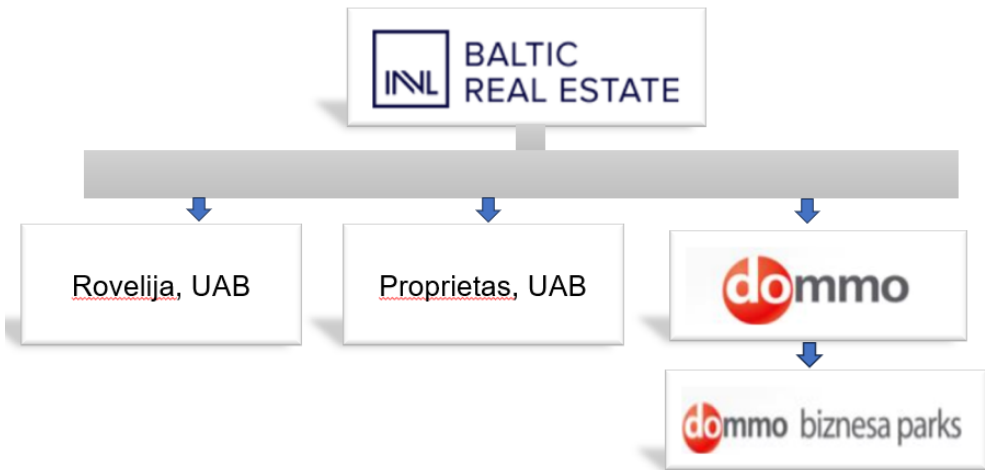 INVL
BALTIC
REAL ESTATE
Rovelija, UAB
Proprietas, UAB
dommo
dommo biznesa parks